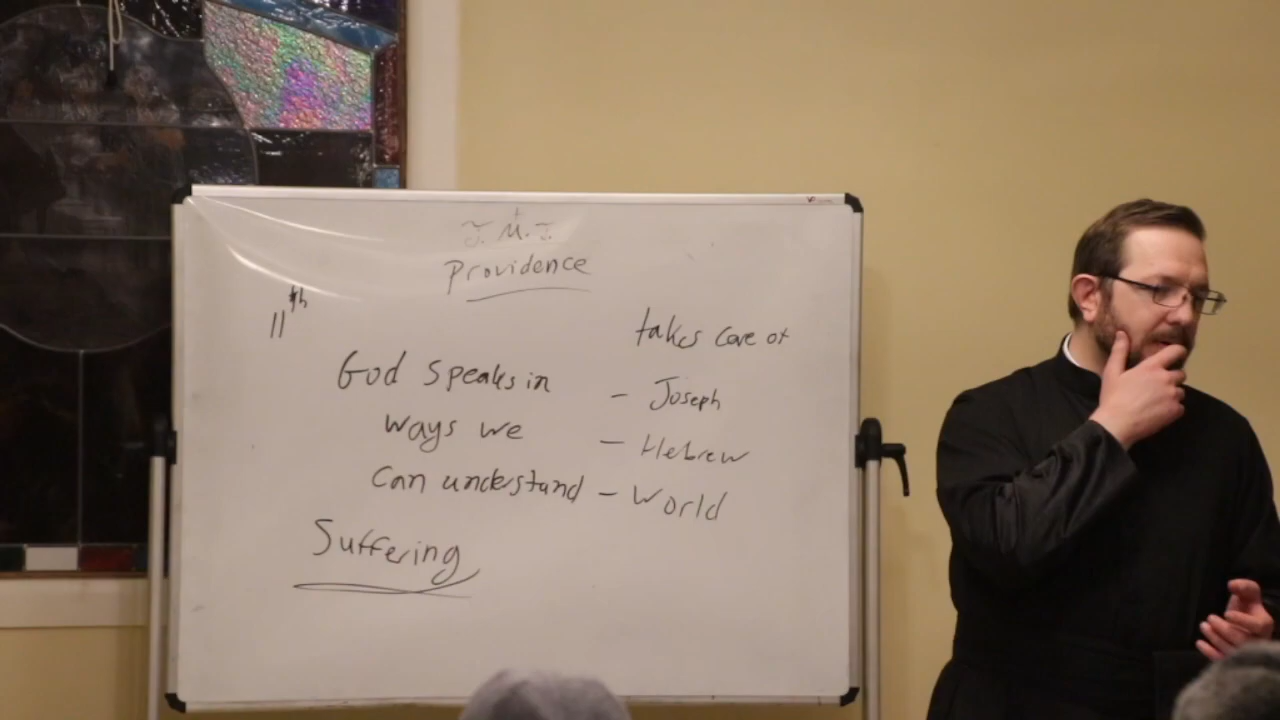 J. M. J.
Providence
11th
takes care of
God Speaks in
- Joseph
ways we
- Hebrew
Can understand
- World
Suffering